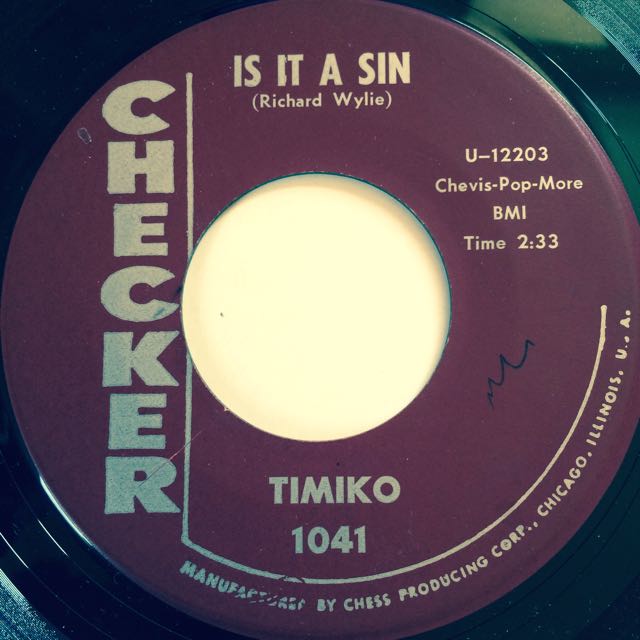 CHECKER
IS IT A SIN
(Richard Wylie)
U-12203
Chevis-Pop-More
BMI
Time 2:33
TIMIKO
1041
MANUFACTURED BY CHESS PRODUCING CORP., CHICAGO, ILLINOIS, U.S.A.